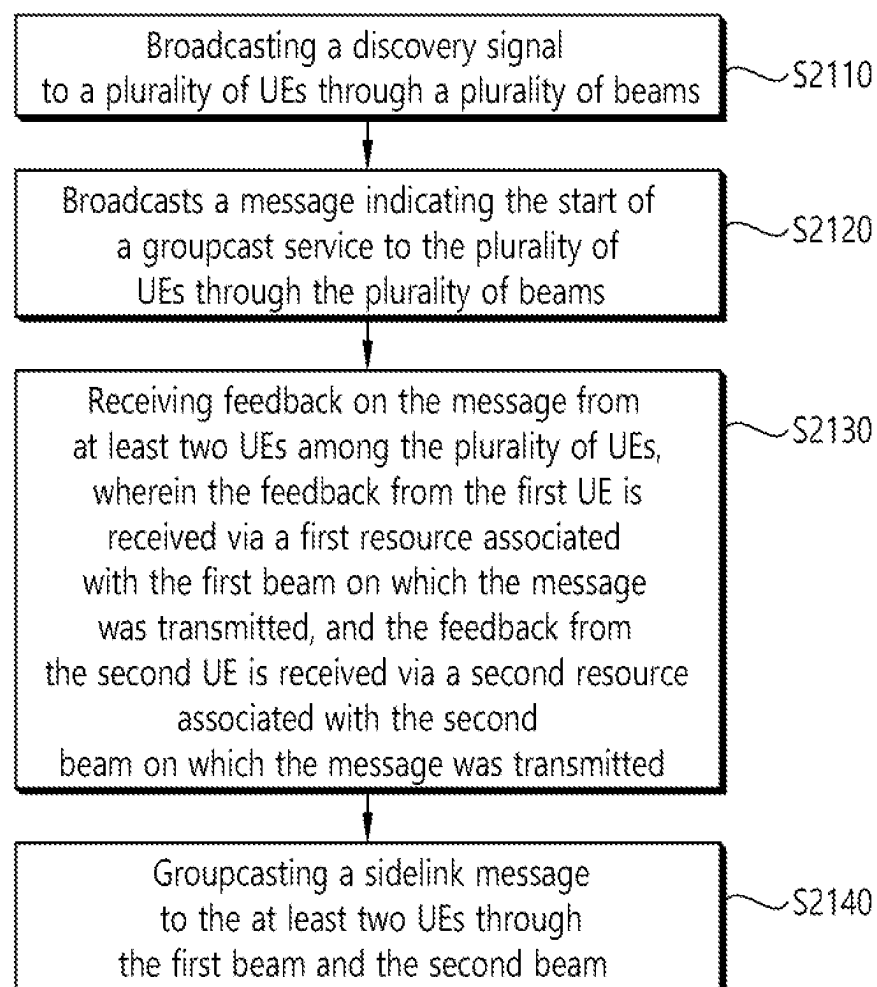 Broadcasting a discovery signal
to a plurality of UEs through a plurality of beams
S2110
Broadcasts a message indicating the start of
a groupcast service to the plurality of
UEs through the plurality of beams
S2120
Receiving feedback on the message from
at least two UEs among the plurality of UEs,
wherein the feedback from the first UE is
received via a first resource associated
with the first beam on which the message
was transmitted, and the feedback from
the second UE is received via a second resource
associated with the second
beam on which the message was transmitted
S2130
Groupcasting a sidelink message
to the at least two UEs through
the first beam and the second beam
S2140